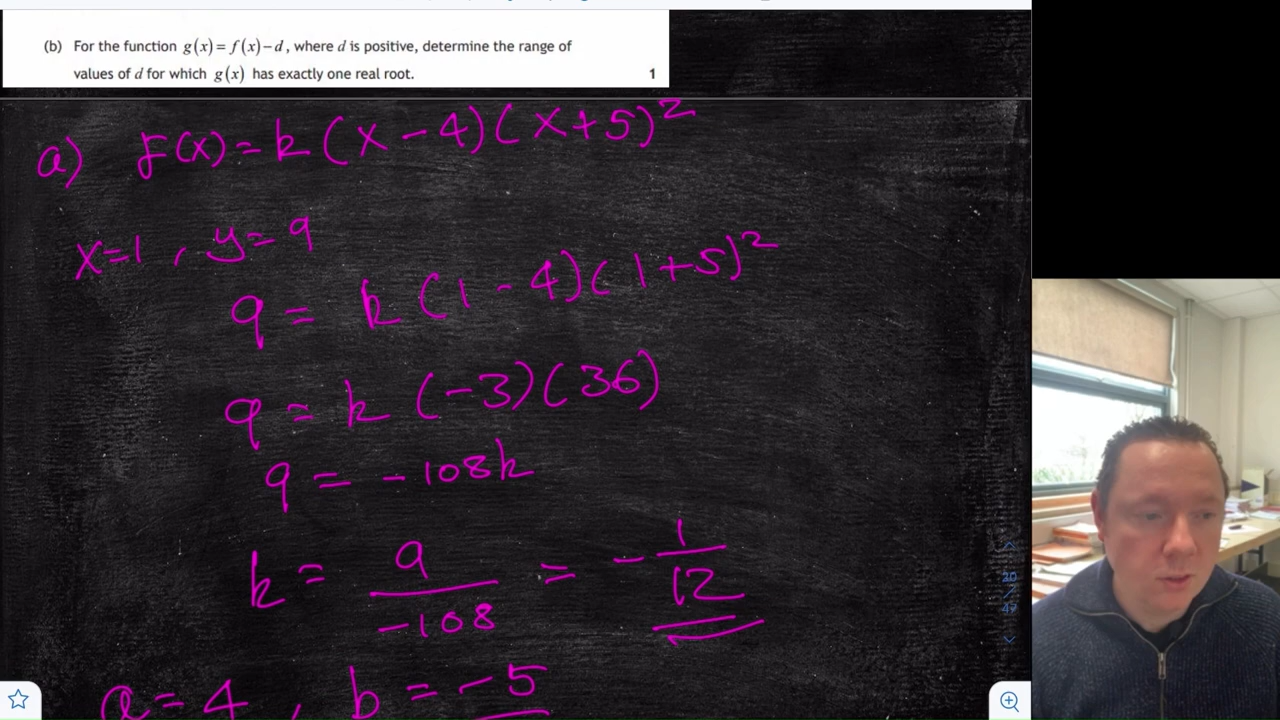 (b) For the function g(x) = f(x) − d, where d is positive, determine the range of
values of d for which g(x) has exactly one real root. 1
a) f(x) = k(x − 4)(x + 5)²
x = 1, y = 9
9 = k(1 − 4)(1 + 5)²
9 = k(−3)(36)
9 = −108k
k = 9/−108 = −1/12
a = 4, b = −5